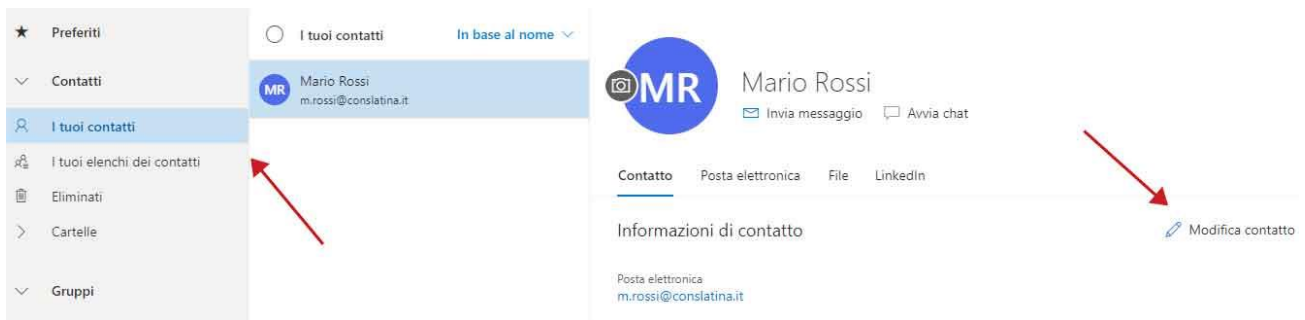 Preferiti
Contatti
I tuoi contatti
I tuoi elenchi dei contatti
Eliminati
Cartelle
Gruppi
I tuoi contatti In base al nome
MR Mario Rossi
m.rossi@conslatina.it
MR Mario Rossi
Invia messaggio Avvia chat
Contatto Posta elettronica File LinkedIn
Informazioni di contatto Modifica contatto
Posta elettronica
m.rossi@conslatina.it